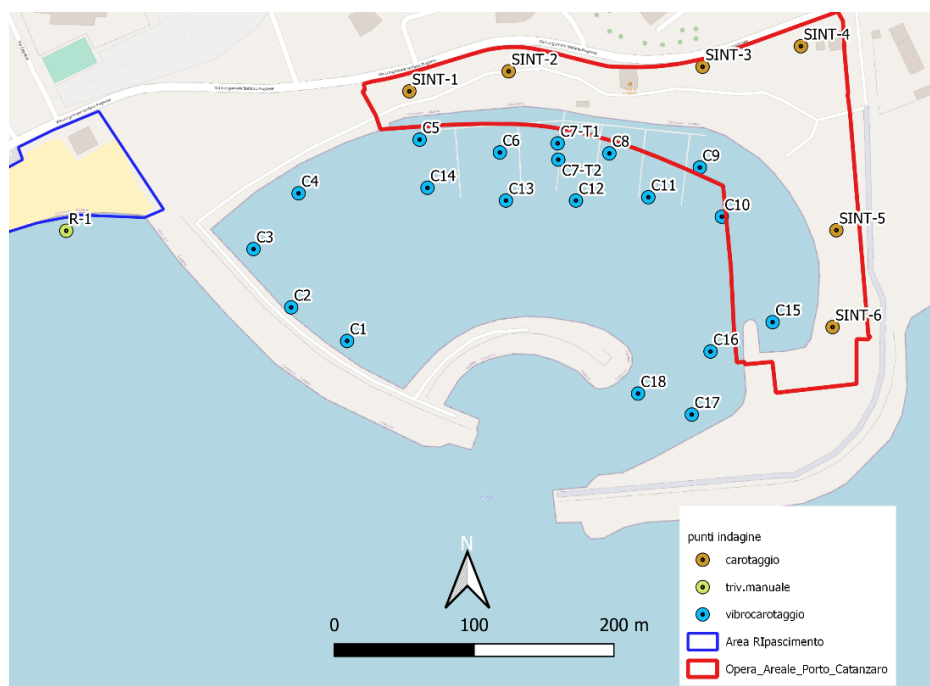 SINT-4
SINT-2
SINT-3
SINT-1
C5
C6
C7-T1
C8
C7-T2
C9
C4
C14
C13
C12
C11
R-1
C10
SINT-5
C3
C2
C15
SINT-6
C1
C16
C18
C17
N
0 100 200 m
punti indagine
carotaggio
triv.manuale
vibrocarotaggio
Area RIpascimento
Opera_Areale_Porto_Catanzaro